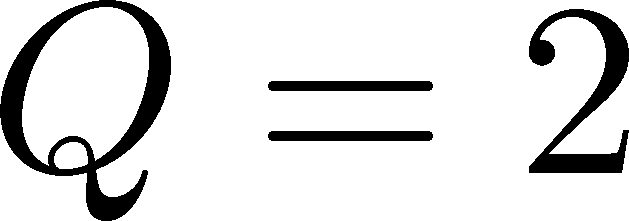 Q = 2